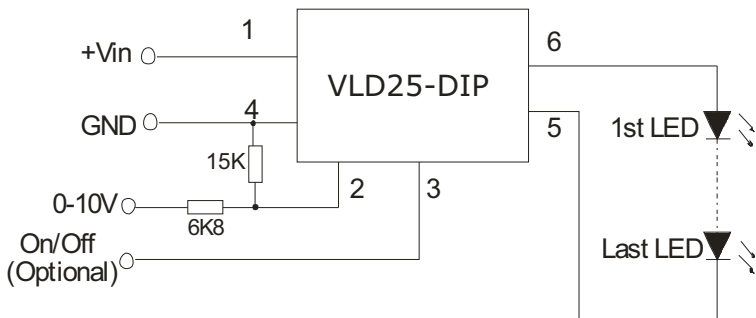 1
+Vin
VLD25-DIP
6
4
GND
5
1st LED
15K
2
3
0-10V
6K8
On/Off
(Optional)
Last LED